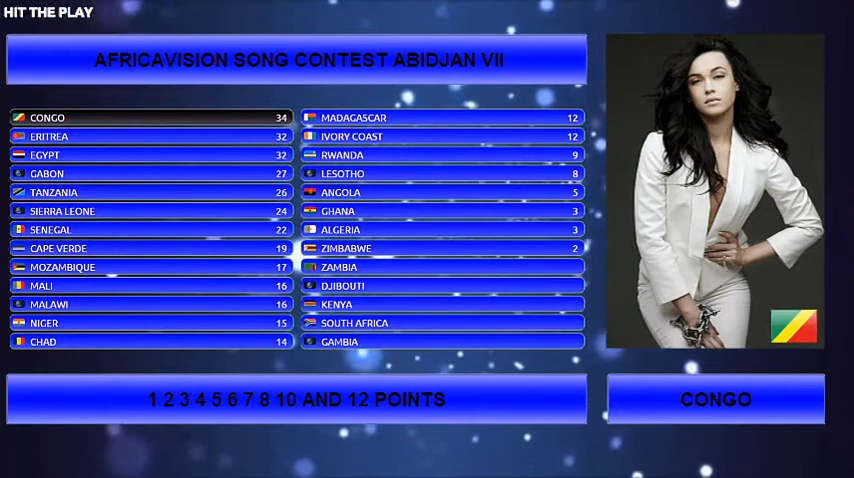 HIT THE PLAY
AFRICAVISION SONG CONTEST ABIDJAN VII
CONGO 34
ERITREA 32
EGYPT 32
GABON 27
TANZANIA 26
SIERRA LEONE 24
SENEGAL 22
CAPE VERDE 19
MOZAMBIQUE 17
MALI 16
MALAWI 16
NIGER 15
CHAD 14
MADAGASCAR 12
IVORY COAST 12
RWANDA 9
LESOTHO 8
ANGOLA 5
GHANA 3
ALGERIA 3
ZIMBABWE 2
ZAMBIA
DJIBOUTI
KENYA
SOUTH AFRICA
GAMBIA
1 2 3 4 5 6 7 8 10 AND 12 POINTS
CONGO